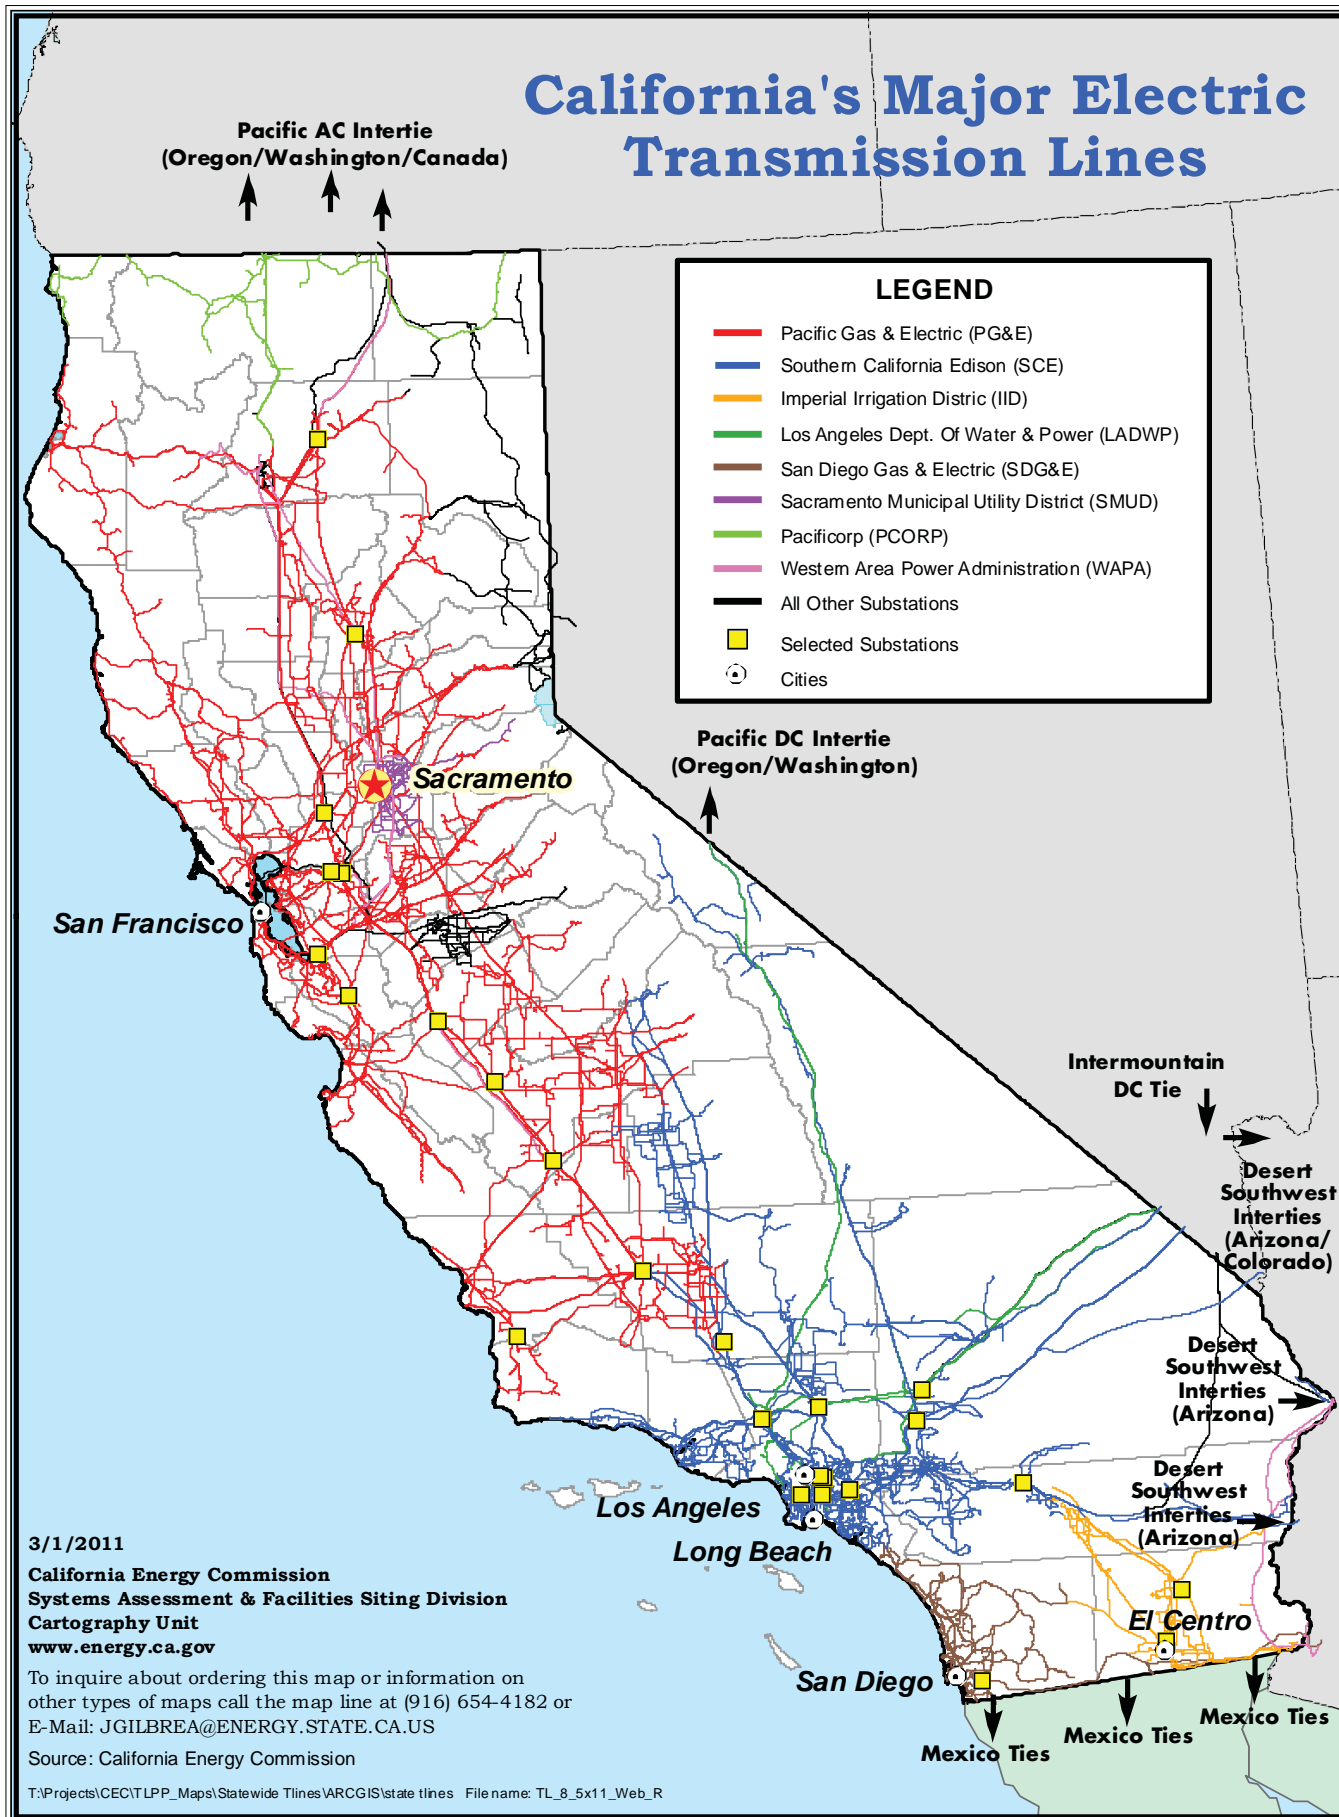 California's Major Electric
Transmission Lines
Pacific AC Intertie
(Oregon/Washington/Canada)
LEGEND
Pacific Gas & Electric (PG&E)
Southern California Edison (SCE)
Imperial Irrigation Distric (IID)
Los Angeles Dept. Of Water & Power (LADWP)
San Diego Gas & Electric (SDG&E)
Sacramento Municipal Utility District (SMUD)
Pacificorp (PCORP)
Western Area Power Administration (WAPA)
All Other Substations
Selected Substations
Cities
Pacific DC Intertie
(Oregon/Washington)
Sacramento
San Francisco
Intermountain
DC Tie
Desert
Southwest
Interties
(Arizona/
Colorado)
Desert
Southwest
Interties
(Arizona)
Desert
Southwest
Interties
(Arizona)
Los Angeles
Long Beach
El Centro
San Diego
Mexico Ties
Mexico Ties
Mexico Ties
3/1/2011
California Energy Commission
Systems Assessment & Facilities Siting Division
Cartography Unit
www.energy.ca.gov
To inquire about ordering this map or information on
other types of maps call the map line at (916) 654-4182 or
E-Mail: JGILBREA@ENERGY.STATE.CA.US
Source: California Energy Commission
T:\Projects\CEC\TLPP_Maps\Statewide Tlines\ARCGIS\state tlines File name: TL_8_5x11_Web_R